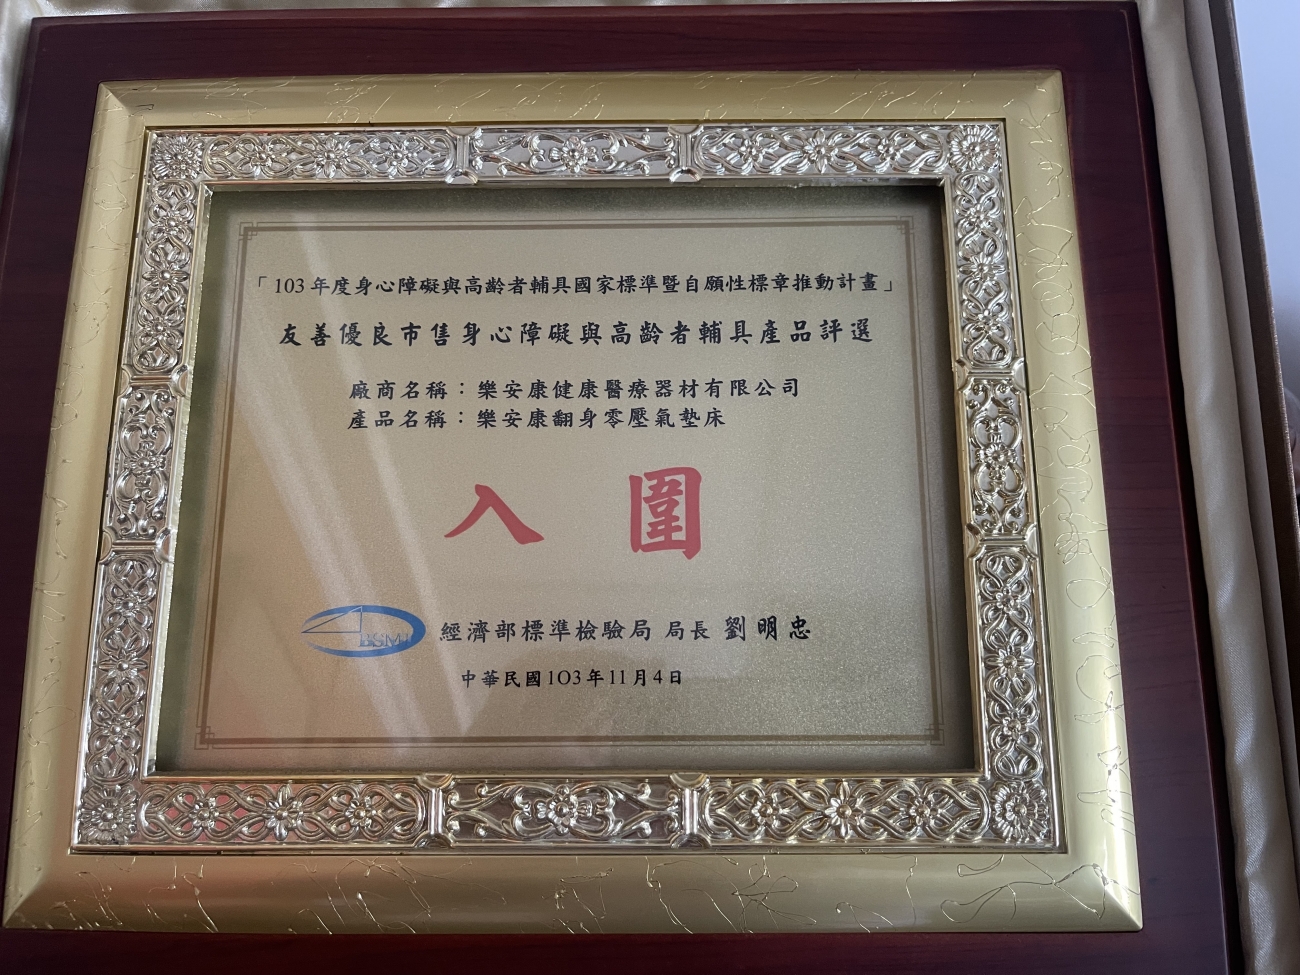 「103年度身心障礙與高齡者輔具國家標準暨自願性標章推動計畫」
友善優良市售身心障礙與高齡者輔具產品評選
廠商名稱：樂安康健康醫療器材有限公司
產品名稱：樂安康翻身零壓氣墊床
入圍
BSMI 經濟部標準檢驗局 局長 劉明忠
中華民國103年11月4日